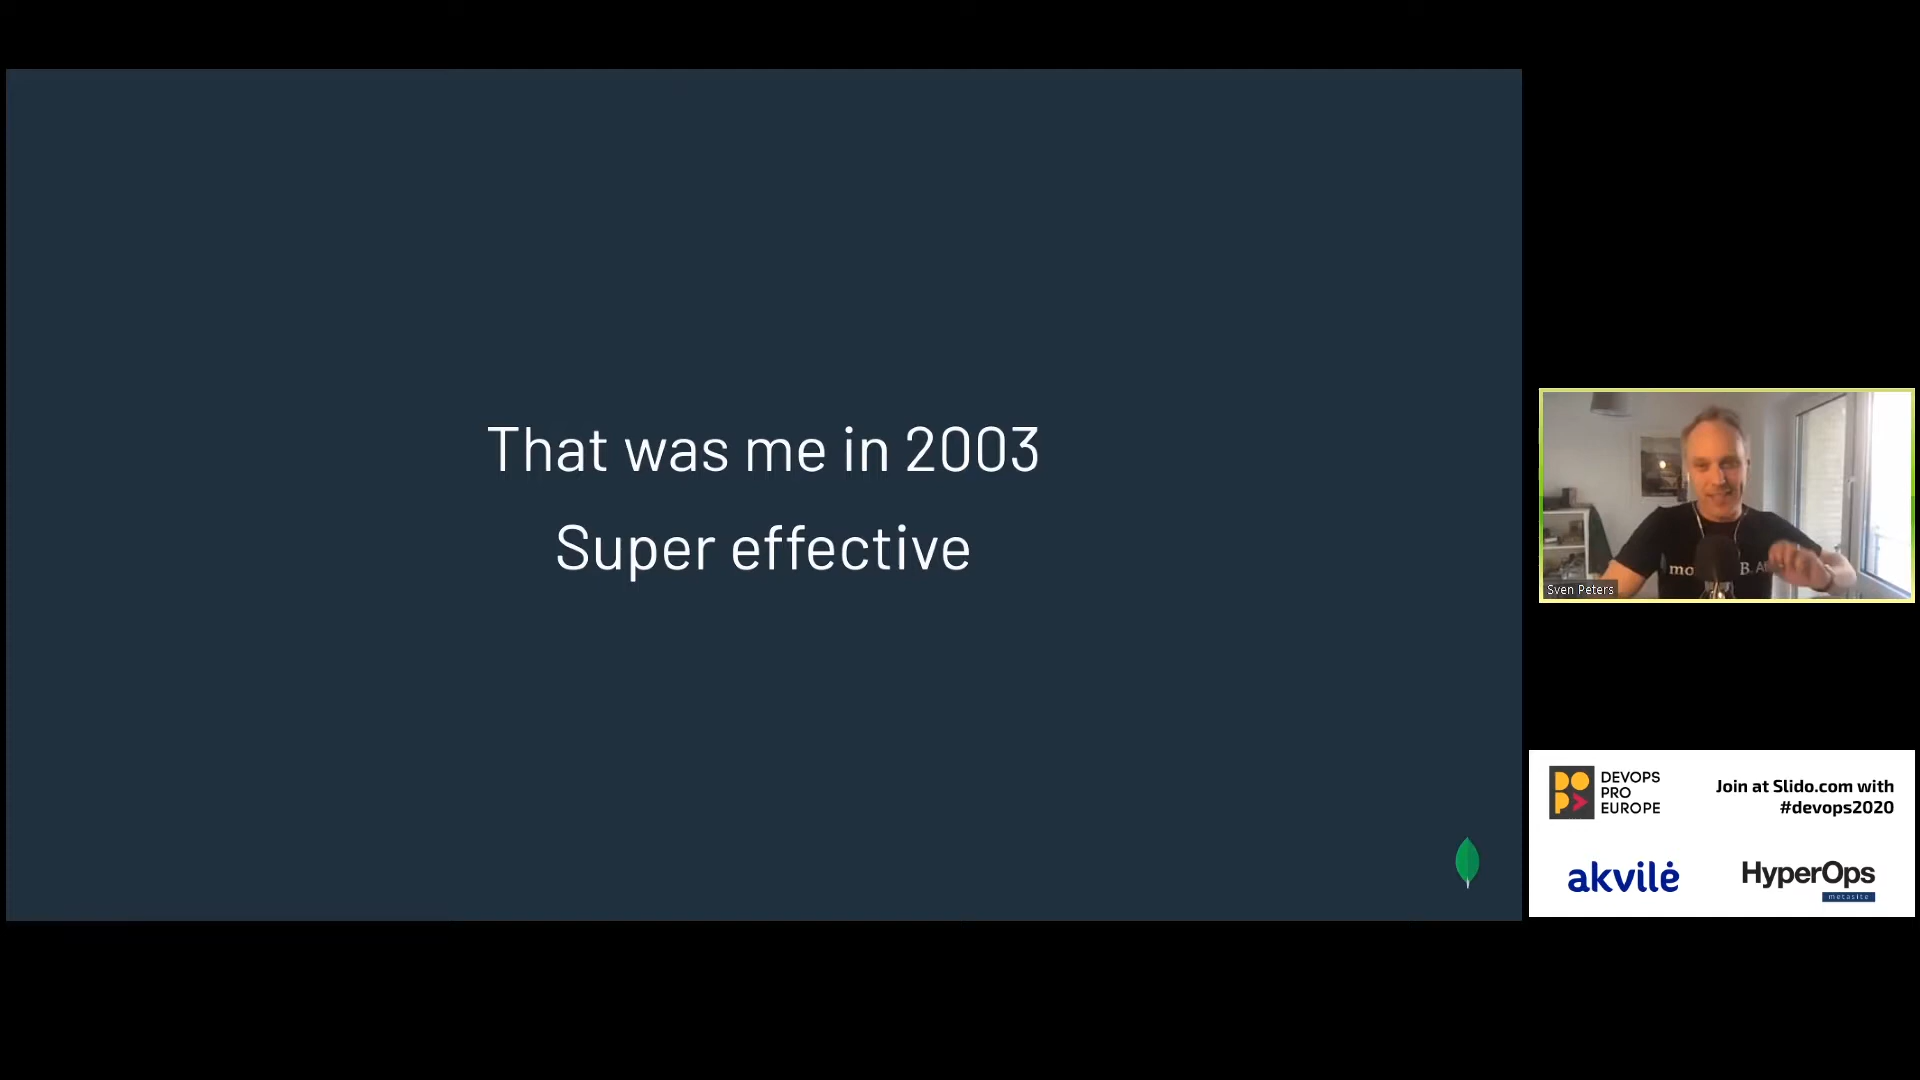 That was me in 2003
Super effective
Sven Peters
DEVOPS
PRO
EUROPE
Join at Slido.com with
#devops2020
akvilė
HyperOps
metasite